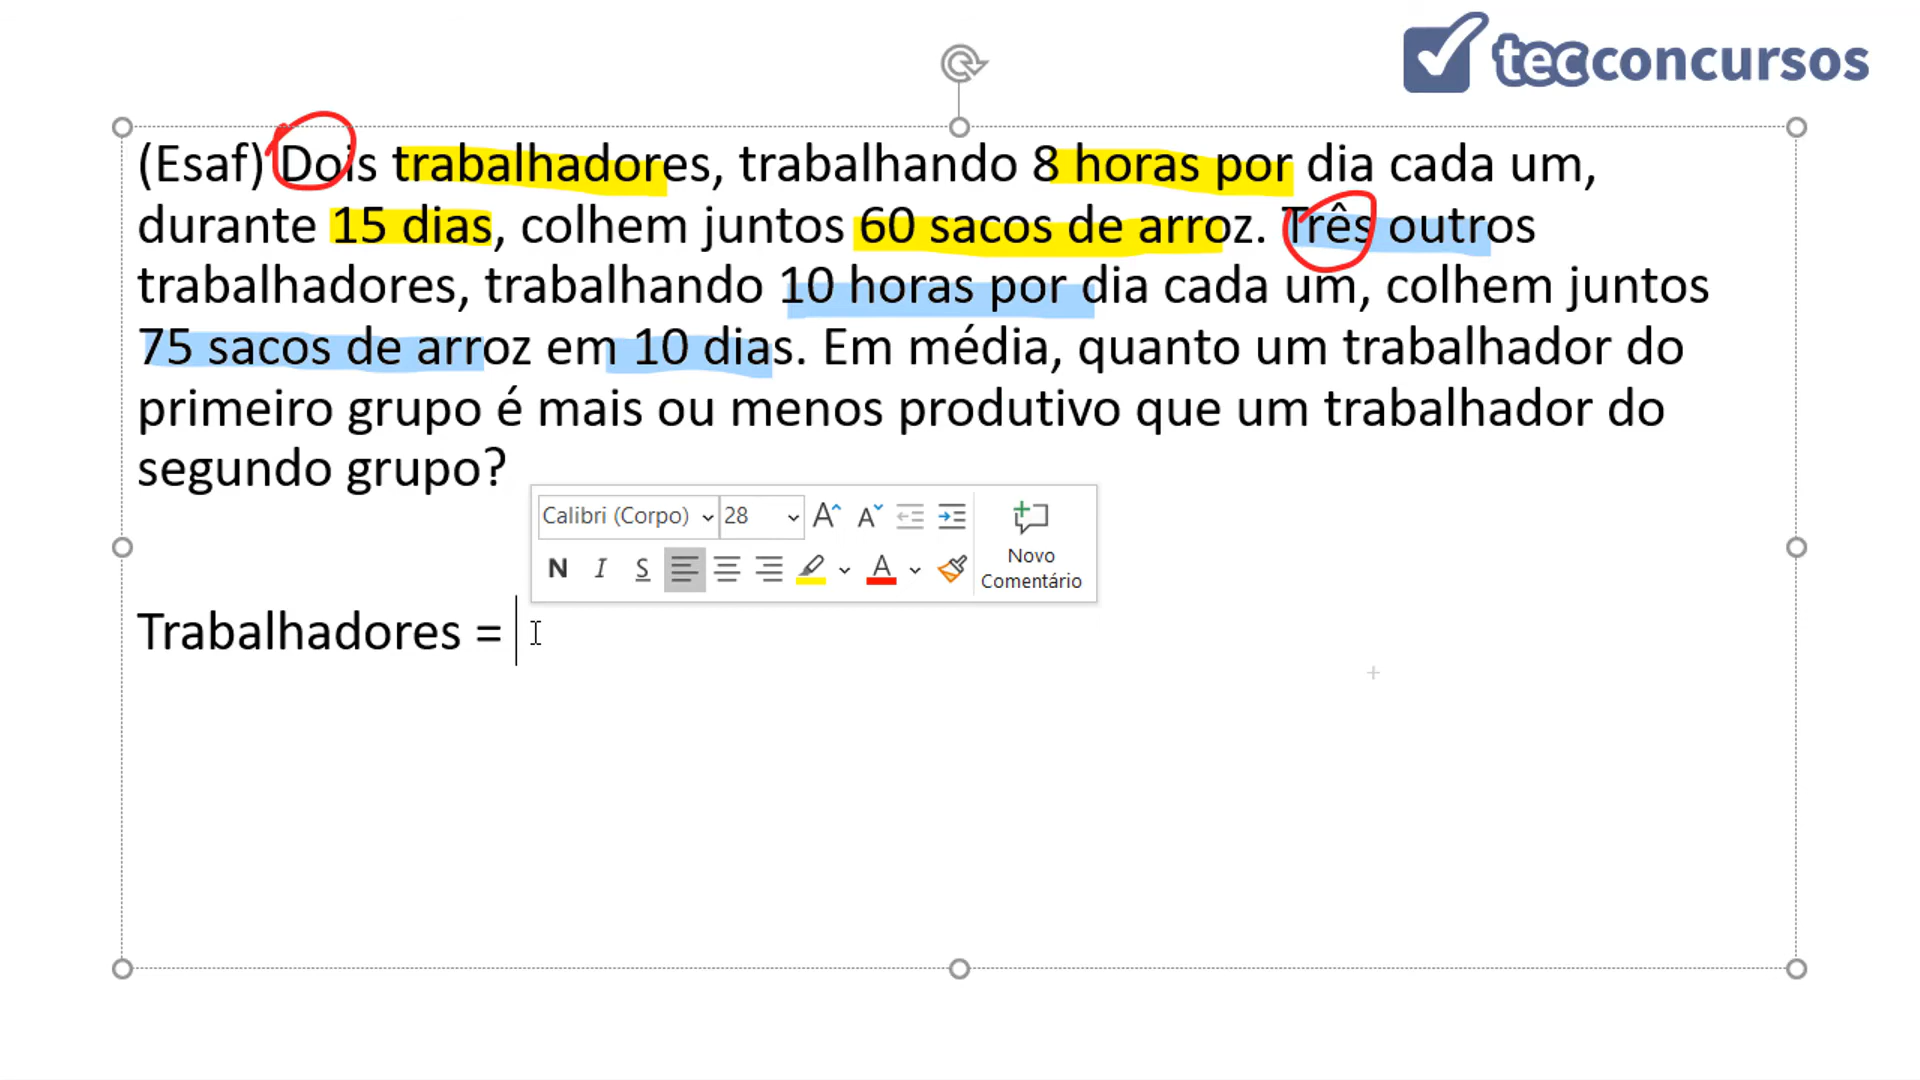 tecconcursos
(Esaf) Dois trabalhadores, trabalhando 8 horas por dia cada um,
durante 15 dias, colhem juntos 60 sacos de arroz. Três outros
trabalhadores, trabalhando 10 horas por dia cada um, colhem juntos
75 sacos de arroz em 10 dias. Em média, quanto um trabalhador do
primeiro grupo é mais ou menos produtivo que um trabalhador do
segundo grupo?
Calibri (Corpo) 28 A A
N I S A
Novo
Comentário
Trabalhadores =